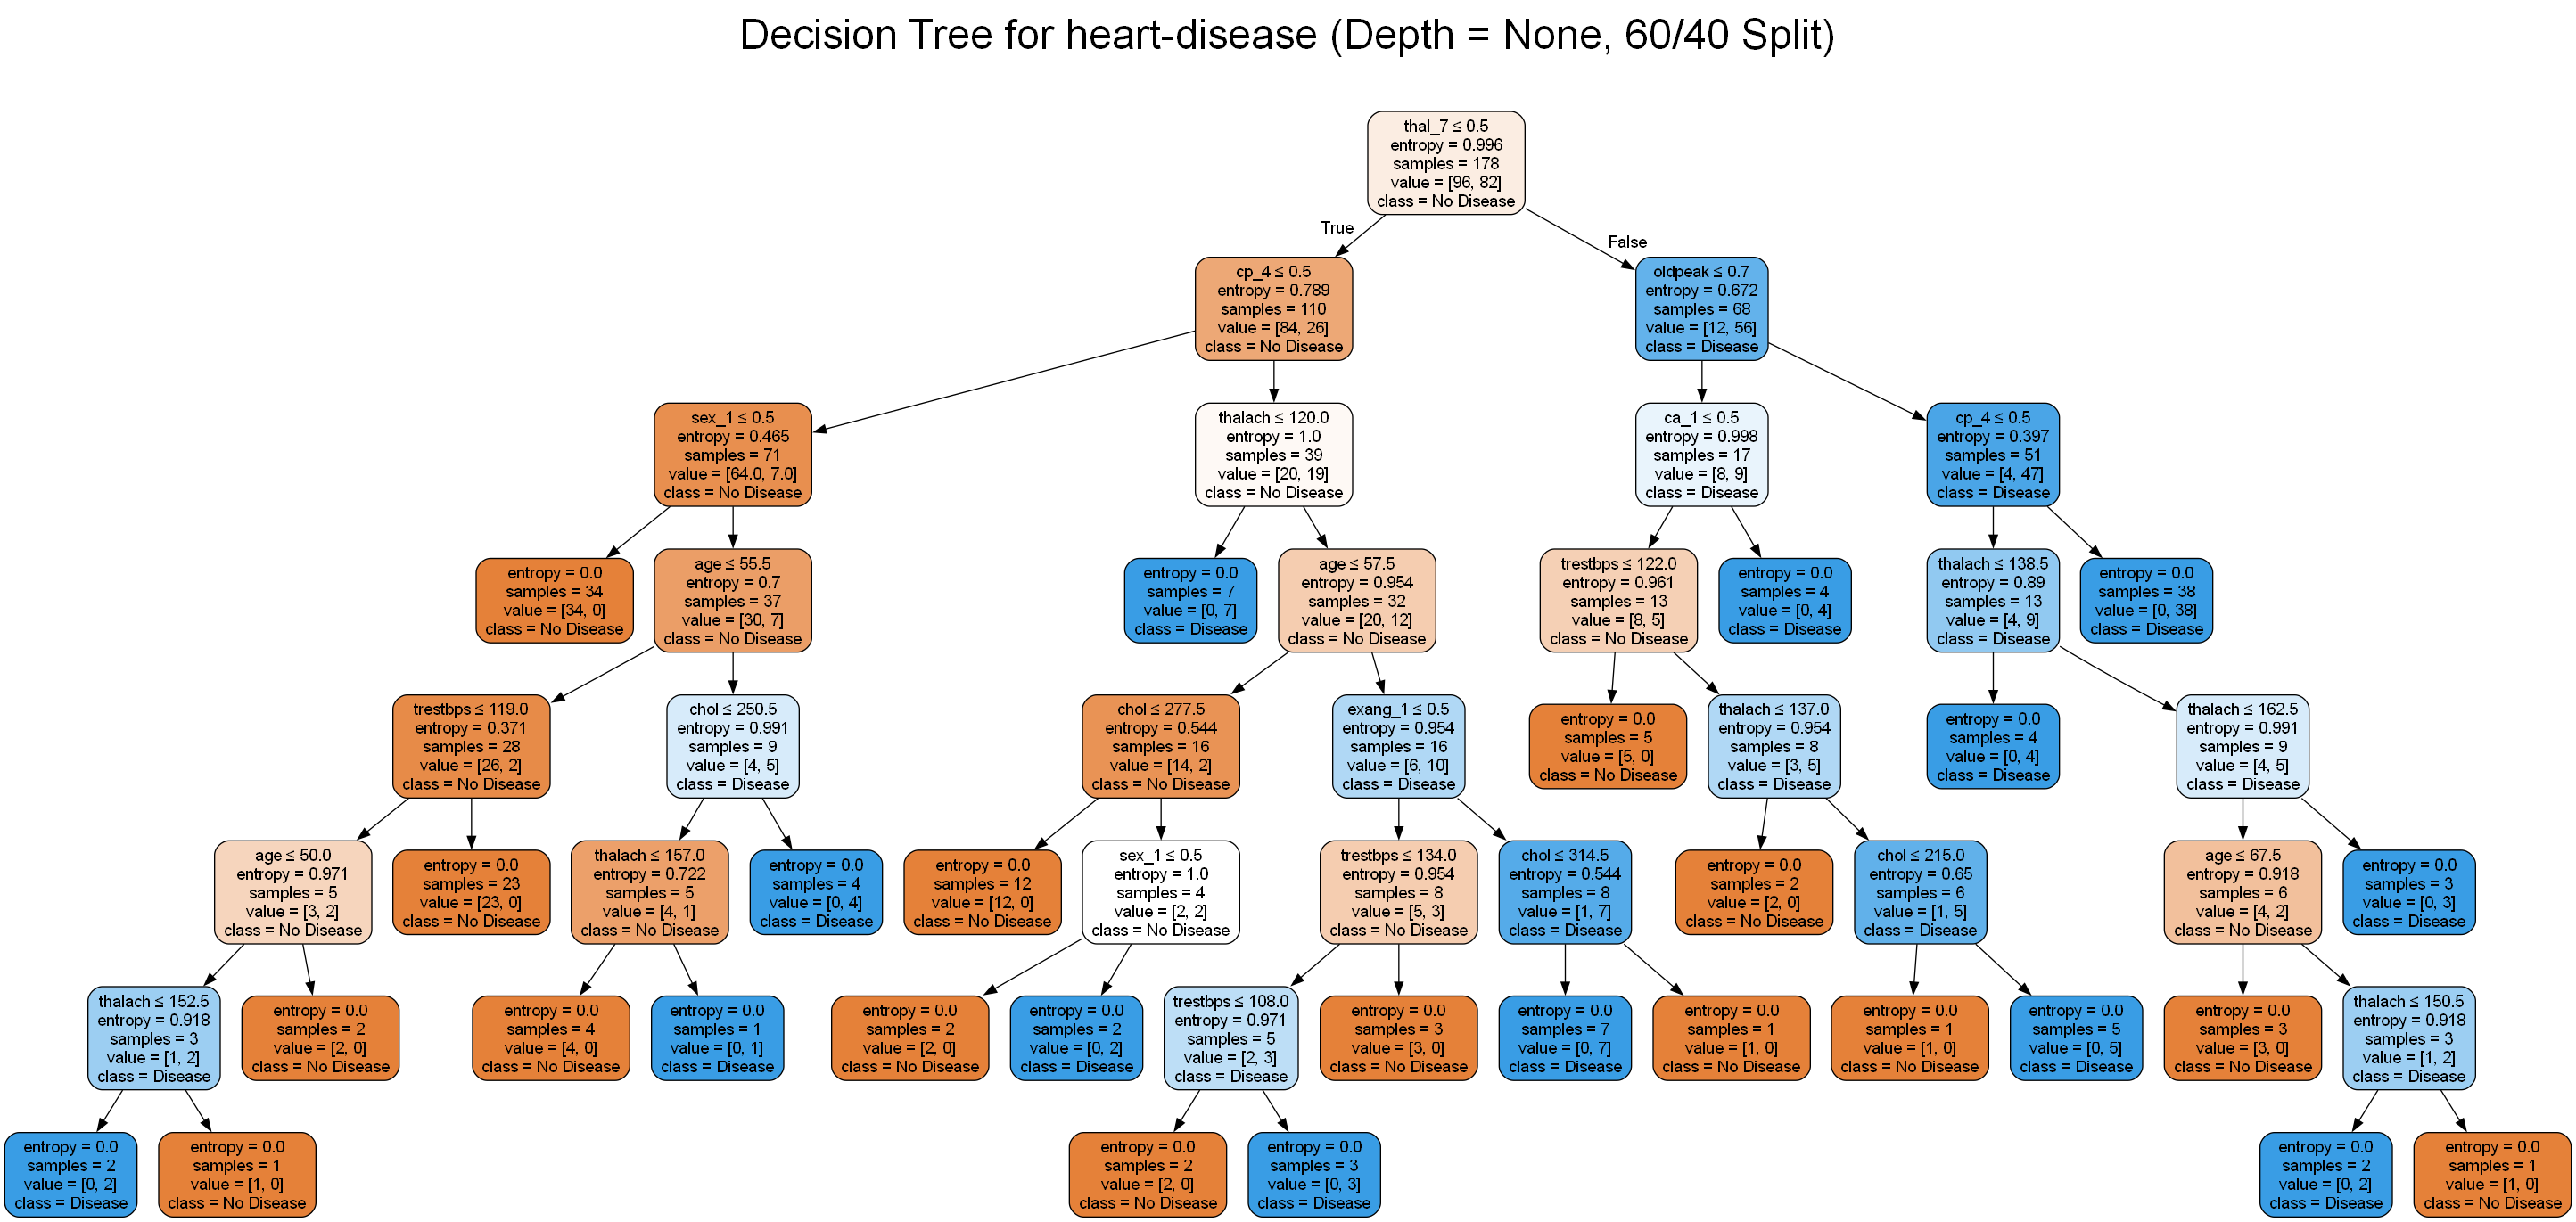 Decision Tree for heart-disease (Depth = None, 60/40 Split)
thal_7 ≤ 0.5
entropy = 0.996
samples = 178
value = [96, 82]
class = No Disease
True
False
cp_4 ≤ 0.5
entropy = 0.789
samples = 110
value = [84, 26]
class = No Disease
oldpeak ≤ 0.7
entropy = 0.672
samples = 68
value = [12, 56]
class = Disease
sex_1 ≤ 0.5
entropy = 0.465
samples = 71
value = [64.0, 7.0]
class = No Disease
thalach ≤ 120.0
entropy = 1.0
samples = 39
value = [20, 19]
class = No Disease
ca_1 ≤ 0.5
entropy = 0.998
samples = 17
value = [8, 9]
class = Disease
cp_4 ≤ 0.5
entropy = 0.397
samples = 51
value = [4, 47]
class = Disease
entropy = 0.0
samples = 34
value = [34, 0]
class = No Disease
age ≤ 55.5
entropy = 0.7
samples = 37
value = [30, 7]
class = No Disease
entropy = 0.0
samples = 7
value = [0, 7]
class = Disease
age ≤ 57.5
entropy = 0.954
samples = 32
value = [20, 12]
class = No Disease
trestbps ≤ 122.0
entropy = 0.961
samples = 13
value = [8, 5]
class = No Disease
entropy = 0.0
samples = 4
value = [0, 4]
class = Disease
thalach ≤ 138.5
entropy = 0.89
samples = 13
value = [4, 9]
class = Disease
entropy = 0.0
samples = 38
value = [0, 38]
class = Disease
trestbps ≤ 119.0
entropy = 0.371
samples = 28
value = [26, 2]
class = No Disease
chol ≤ 250.5
entropy = 0.991
samples = 9
value = [4, 5]
class = Disease
chol ≤ 277.5
entropy = 0.544
samples = 16
value = [14, 2]
class = No Disease
exang_1 ≤ 0.5
entropy = 0.954
samples = 16
value = [6, 10]
class = Disease
entropy = 0.0
samples = 5
value = [5, 0]
class = No Disease
thalach ≤ 137.0
entropy = 0.954
samples = 8
value = [3, 5]
class = Disease
entropy = 0.0
samples = 4
value = [0, 4]
class = Disease
thalach ≤ 162.5
entropy = 0.991
samples = 9
value = [4, 5]
class = Disease
age ≤ 50.0
entropy = 0.971
samples = 5
value = [3, 2]
class = No Disease
entropy = 0.0
samples = 23
value = [23, 0]
class = No Disease
thalach ≤ 157.0
entropy = 0.722
samples = 5
value = [4, 1]
class = No Disease
entropy = 0.0
samples = 4
value = [0, 4]
class = Disease
entropy = 0.0
samples = 12
value = [12, 0]
class = No Disease
sex_1 ≤ 0.5
entropy = 1.0
samples = 4
value = [2, 2]
class = No Disease
trestbps ≤ 134.0
entropy = 0.954
samples = 8
value = [5, 3]
class = No Disease
chol ≤ 314.5
entropy = 0.544
samples = 8
value = [1, 7]
class = Disease
entropy = 0.0
samples = 2
value = [2, 0]
class = No Disease
chol ≤ 215.0
entropy = 0.65
samples = 6
value = [1, 5]
class = Disease
age ≤ 67.5
entropy = 0.918
samples = 6
value = [4, 2]
class = No Disease
entropy = 0.0
samples = 3
value = [0, 3]
class = Disease
thalach ≤ 152.5
entropy = 0.918
samples = 3
value = [1, 2]
class = Disease
entropy = 0.0
samples = 2
value = [2, 0]
class = No Disease
entropy = 0.0
samples = 4
value = [4, 0]
class = No Disease
entropy = 0.0
samples = 1
value = [0, 1]
class = Disease
entropy = 0.0
samples = 2
value = [2, 0]
class = No Disease
entropy = 0.0
samples = 2
value = [0, 2]
class = Disease
trestbps ≤ 108.0
entropy = 0.971
samples = 5
value = [2, 3]
class = Disease
entropy = 0.0
samples = 3
value = [3, 0]
class = No Disease
entropy = 0.0
samples = 7
value = [0, 7]
class = Disease
entropy = 0.0
samples = 1
value = [1, 0]
class = No Disease
entropy = 0.0
samples = 1
value = [1, 0]
class = No Disease
entropy = 0.0
samples = 5
value = [0, 5]
class = Disease
entropy = 0.0
samples = 3
value = [3, 0]
class = No Disease
thalach ≤ 150.5
entropy = 0.918
samples = 3
value = [1, 2]
class = Disease
entropy = 0.0
samples = 2
value = [0, 2]
class = Disease
entropy = 0.0
samples = 1
value = [1, 0]
class = No Disease
entropy = 0.0
samples = 2
value = [2, 0]
class = No Disease
entropy = 0.0
samples = 3
value = [0, 3]
class = Disease
entropy = 0.0
samples = 2
value = [0, 2]
class = Disease
entropy = 0.0
samples = 1
value = [1, 0]
class = No Disease